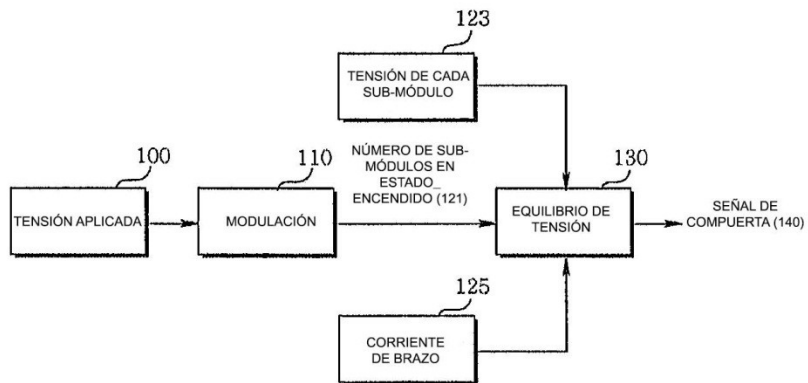 123
TENSIÓN DE CADA
SUB-MÓDULO
100
TENSIÓN APLICADA
110
MODULACIÓN
NÚMERO DE SUB-
MÓDULOS EN
ESTADO_
ENCENDIDO (121)
130
EQUILIBRIO DE
TENSIÓN
SEÑAL DE
COMPUERTA (140)
125
CORRIENTE
DE BRAZO